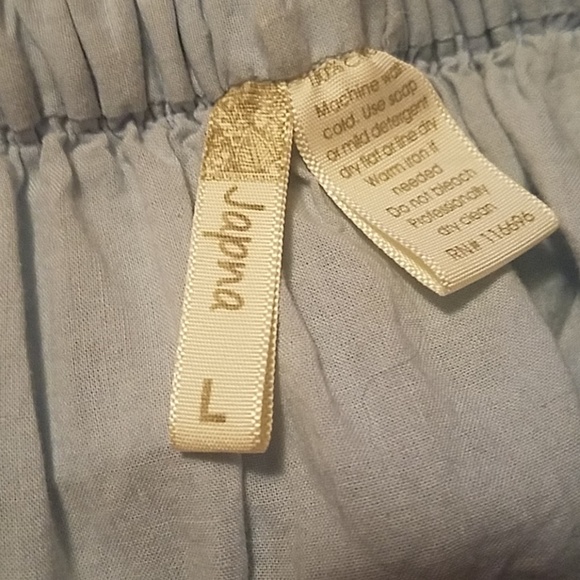 Japna
L
Machine wash
cold. Use soap
or mild detergent
dry flat or line dry
Warm iron if
needed
Do not bleach
Professionally
dry clean
RN# 116696